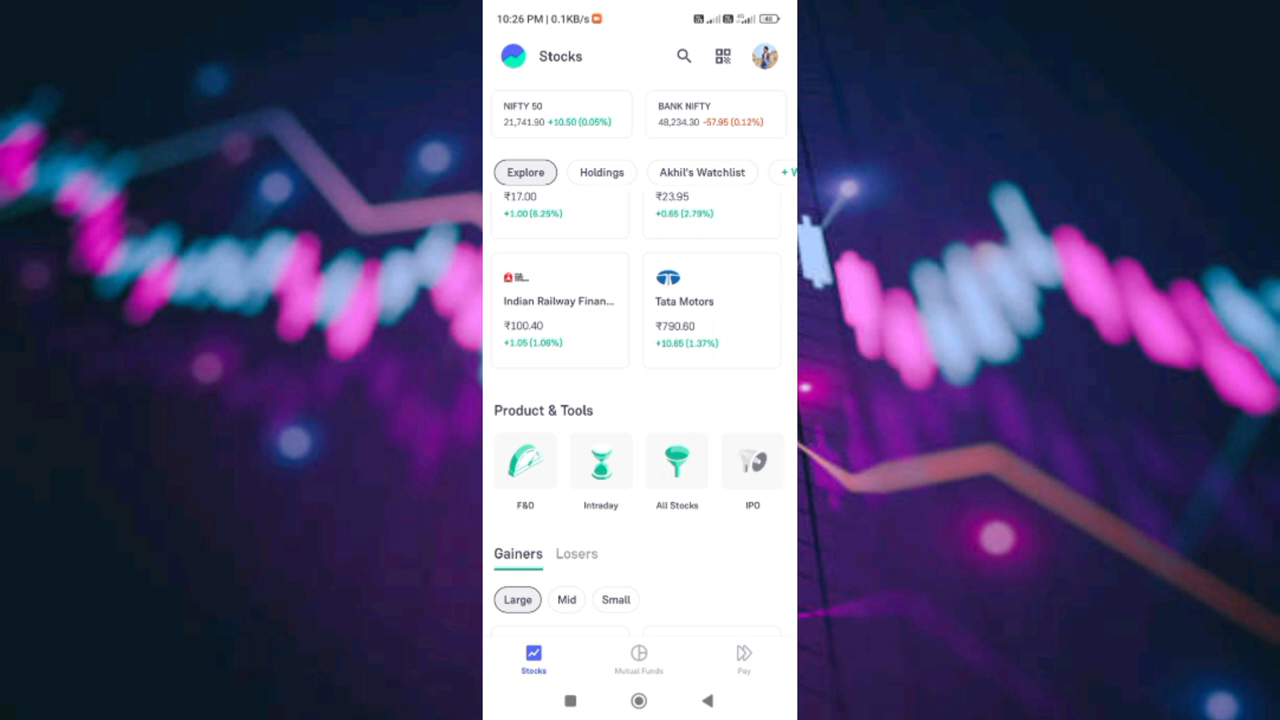 10:26 PM | 0.1KB/s
48
Stocks
NIFTY 50
21,741.90 +10.50 (0.05%)
BANK NIFTY
48,234.30 -57.95 (0.12%)
Explore
Holdings
Akhil's Watchlist
+ W
₹17.00
+1.00 (6.25%)
₹23.95
+0.65 (2.79%)
Indian Railway Finan...
₹100.40
+1.05 (1.06%)
Tata Motors
₹790.60
+10.65 (1.37%)
Product & Tools
F&O
Intraday
All Stocks
IPO
Gainers
Losers
Large
Mid
Small
Stocks
Mutual Funds
Pay